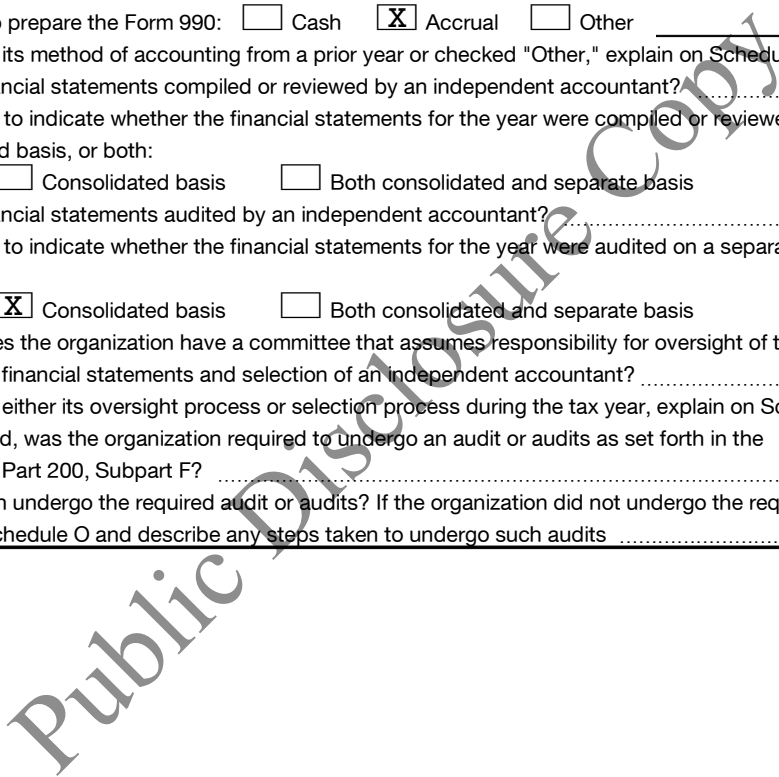 prepare the Form 990: Cash X Accrual Other
its method of accounting from a prior year or checked "Other," explain on Schedu
ncial statements compiled or reviewed by an independent accountant?
to indicate whether the financial statements for the year were compiled or reviewe
d basis, or both:
Consolidated basis Both consolidated and separate basis
ncial statements audited by an independent accountant?
to indicate whether the financial statements for the year were audited on a separa
X Consolidated basis Both consolidated and separate basis
es the organization have a committee that assumes responsibility for oversight of t
financial statements and selection of an independent accountant?
either its oversight process or selection process during the tax year, explain on Sc
d, was the organization required to undergo an audit or audits as set forth in the
Part 200, Subpart F?
n undergo the required audit or audits? If the organization did not undergo the req
chedule O and describe any steps taken to undergo such audits
Public Disclosure Copy